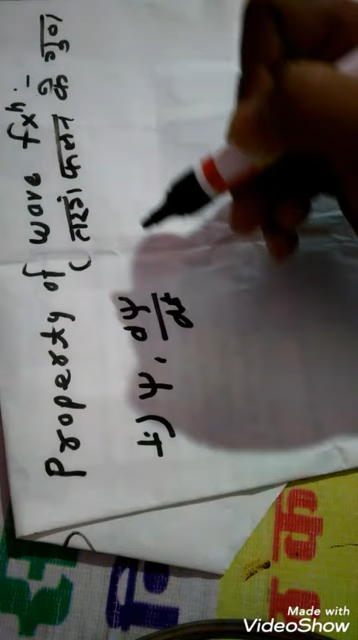 Property of wave fxⁿ:-
(तरंग फलन के गुण)
1:) ψ, dψ/dx
Made with
VideoShow